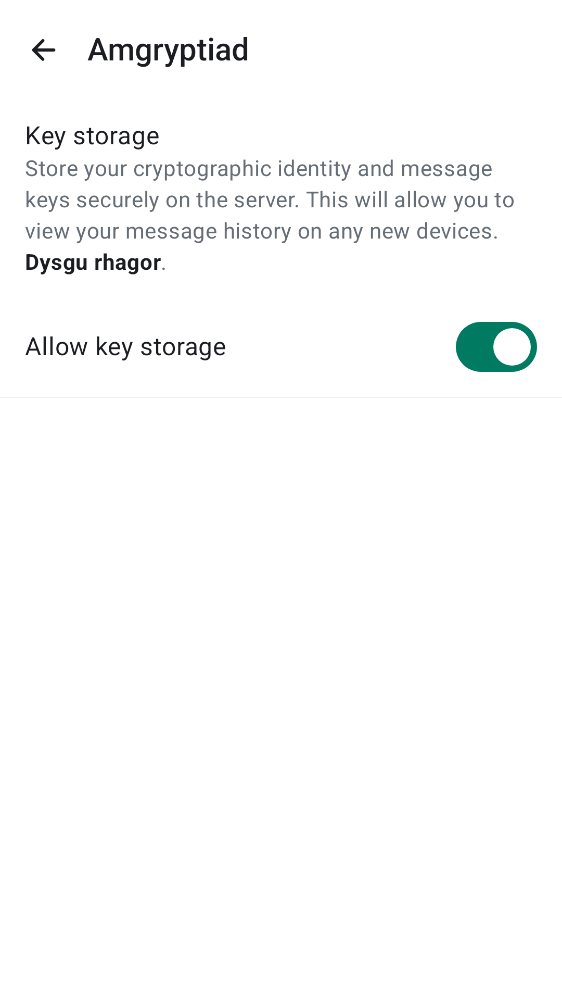 Amgryptiad
Key storage
Store your cryptographic identity and message
keys securely on the server. This will allow you to
view your message history on any new devices.
Dysgu rhagor.
Allow key storage